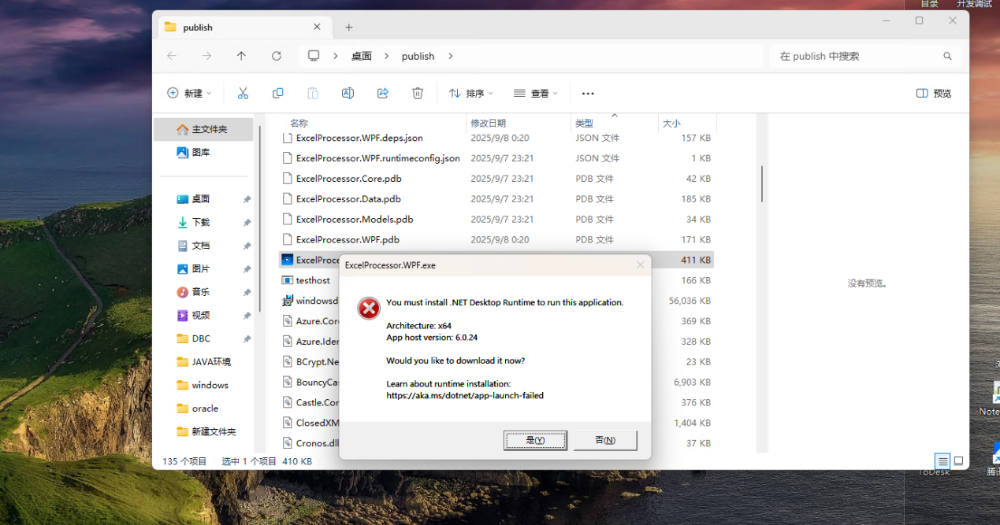 目录 开发调试
publish
桌面 publish
在 publish 中搜索
新建 排序 查看 预览
主文件夹
图库
桌面
下载
文档
图片
音乐
视频
DBC
JAVA环境
windows
oracle
新建文件夹
名称 修改日期 类型 大小
ExcelProcessor.WPF.deps.json 2025/9/8 0:20 JSON 文件 157 KB
ExcelProcessor.WPF.runtimeconfig.json 2025/9/7 23:21 JSON 文件 1 KB
ExcelProcessor.Core.pdb 2025/9/7 23:21 PDB 文件 42 KB
ExcelProcessor.Data.pdb 2025/9/7 23:21 PDB 文件 185 KB
ExcelProcessor.Models.pdb 2025/9/7 23:21 PDB 文件 34 KB
ExcelProcessor.WPF.pdb 2025/9/8 0:20 PDB 文件 171 KB
ExcelProce 411 KB
testhost 166 KB
windowsd 56,036 KB
Azure.Cor 369 KB
Azure.Iden 328 KB
BCrypt.Ne 23 KB
BouncyCas 6,903 KB
Castle.Cor 376 KB
ClosedXM 1,404 KB
Cronos.dll 37 KB
没有预览。
ExcelProcessor.WPF.exe
You must install .NET Desktop Runtime to run this application.
Architecture: x64
App host version: 6.0.24
Would you like to download it now?
Learn about runtime installation:
https://aka.ms/dotnet/app-launch-failed
是(Y) 否(N)
135 个项目 选中 1 个项目 410 KB
Note
ToDesk